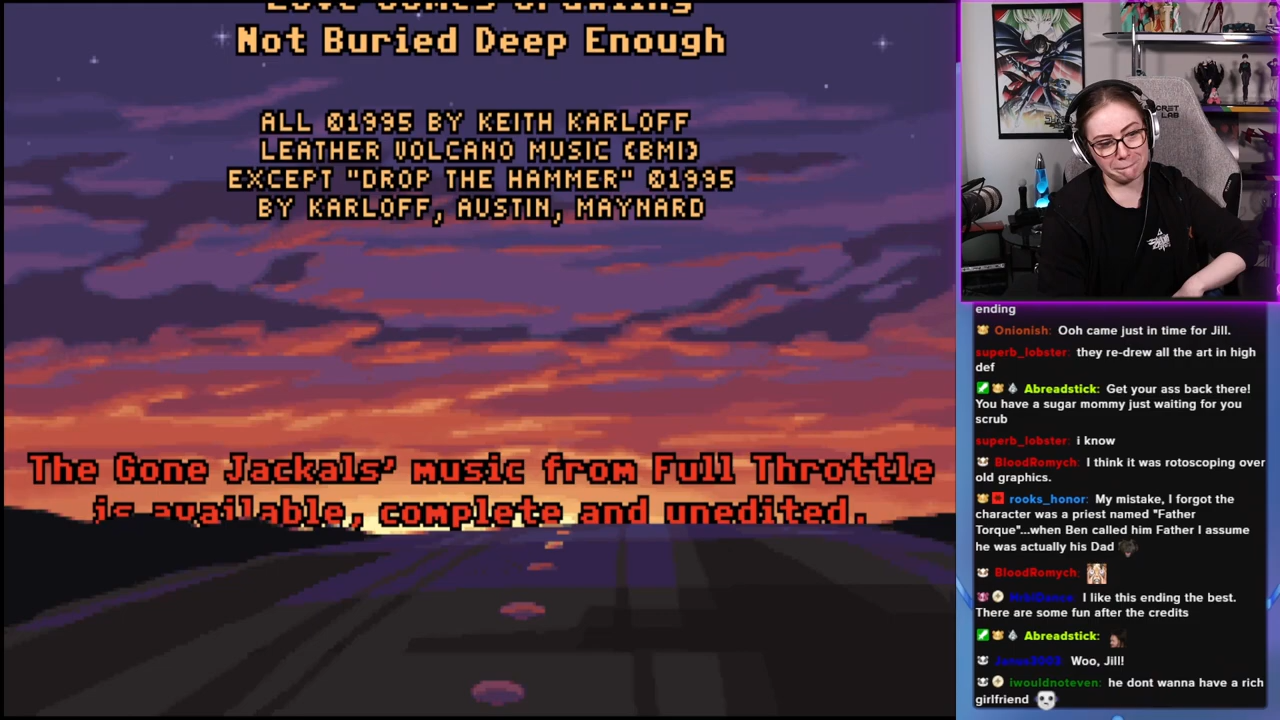 Love Comes Crawling
Not Buried Deep Enough
ALL ©1995 BY KEITH KARLOFF
LEATHER VOLCANO MUSIC (BMI)
EXCEPT "DROP THE HAMMER" ©1995
BY KARLOFF, AUSTIN, MAYNARD
The Gone Jackals' music from Full Throttle
is available, complete and unedited.
CRET
LAB
ending
Onionish: Ooh came just in time for Jill.
superb_lobster: they re-drew all the art in high
def
Abreadstick: Get your ass back there!
You have a sugar mommy just waiting for you
scrub
superb_lobster: i know
BloodRomych: I think it was rotoscoping over
old graphics.
rooks_honor: My mistake, I forgot the
character was a priest named "Father
Torque"...when Ben called him Father I assume
he was actually his Dad
BloodRomych:
I like this ending the best.
There are some fun after the credits
Abreadstick:
Woo, Jill!
iwouldnoteven: he dont wanna have a rich
girlfriend